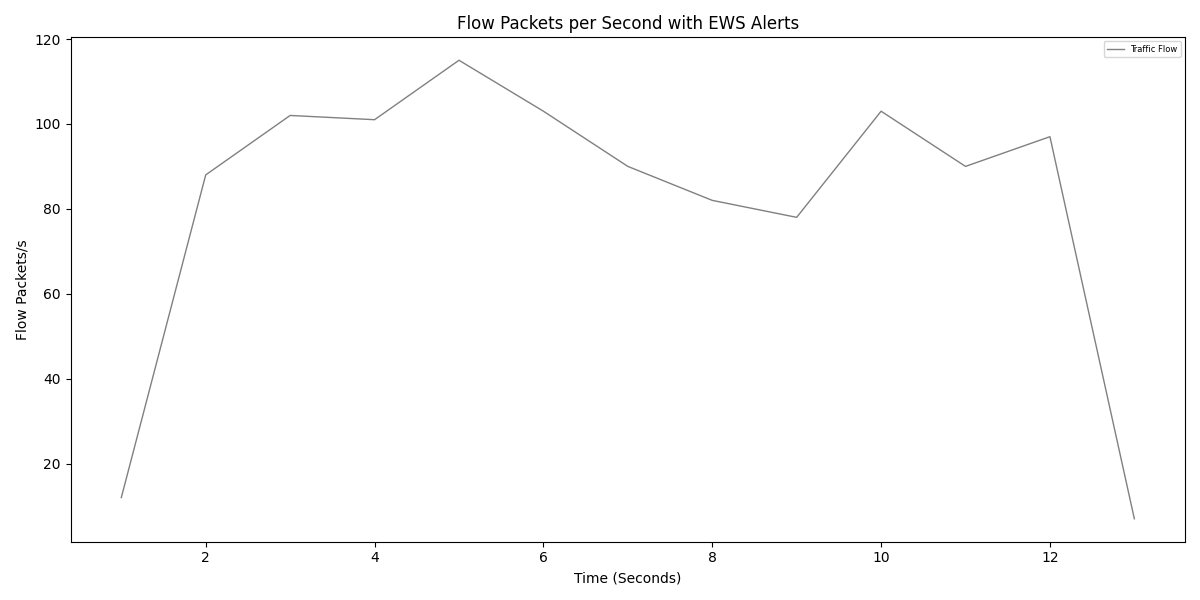 Flow Packets per Second with EWS Alerts
Traffic Flow
120
100
80
60
40
20
Flow Packets/s
2 4 6 8 10 12
Time (Seconds)